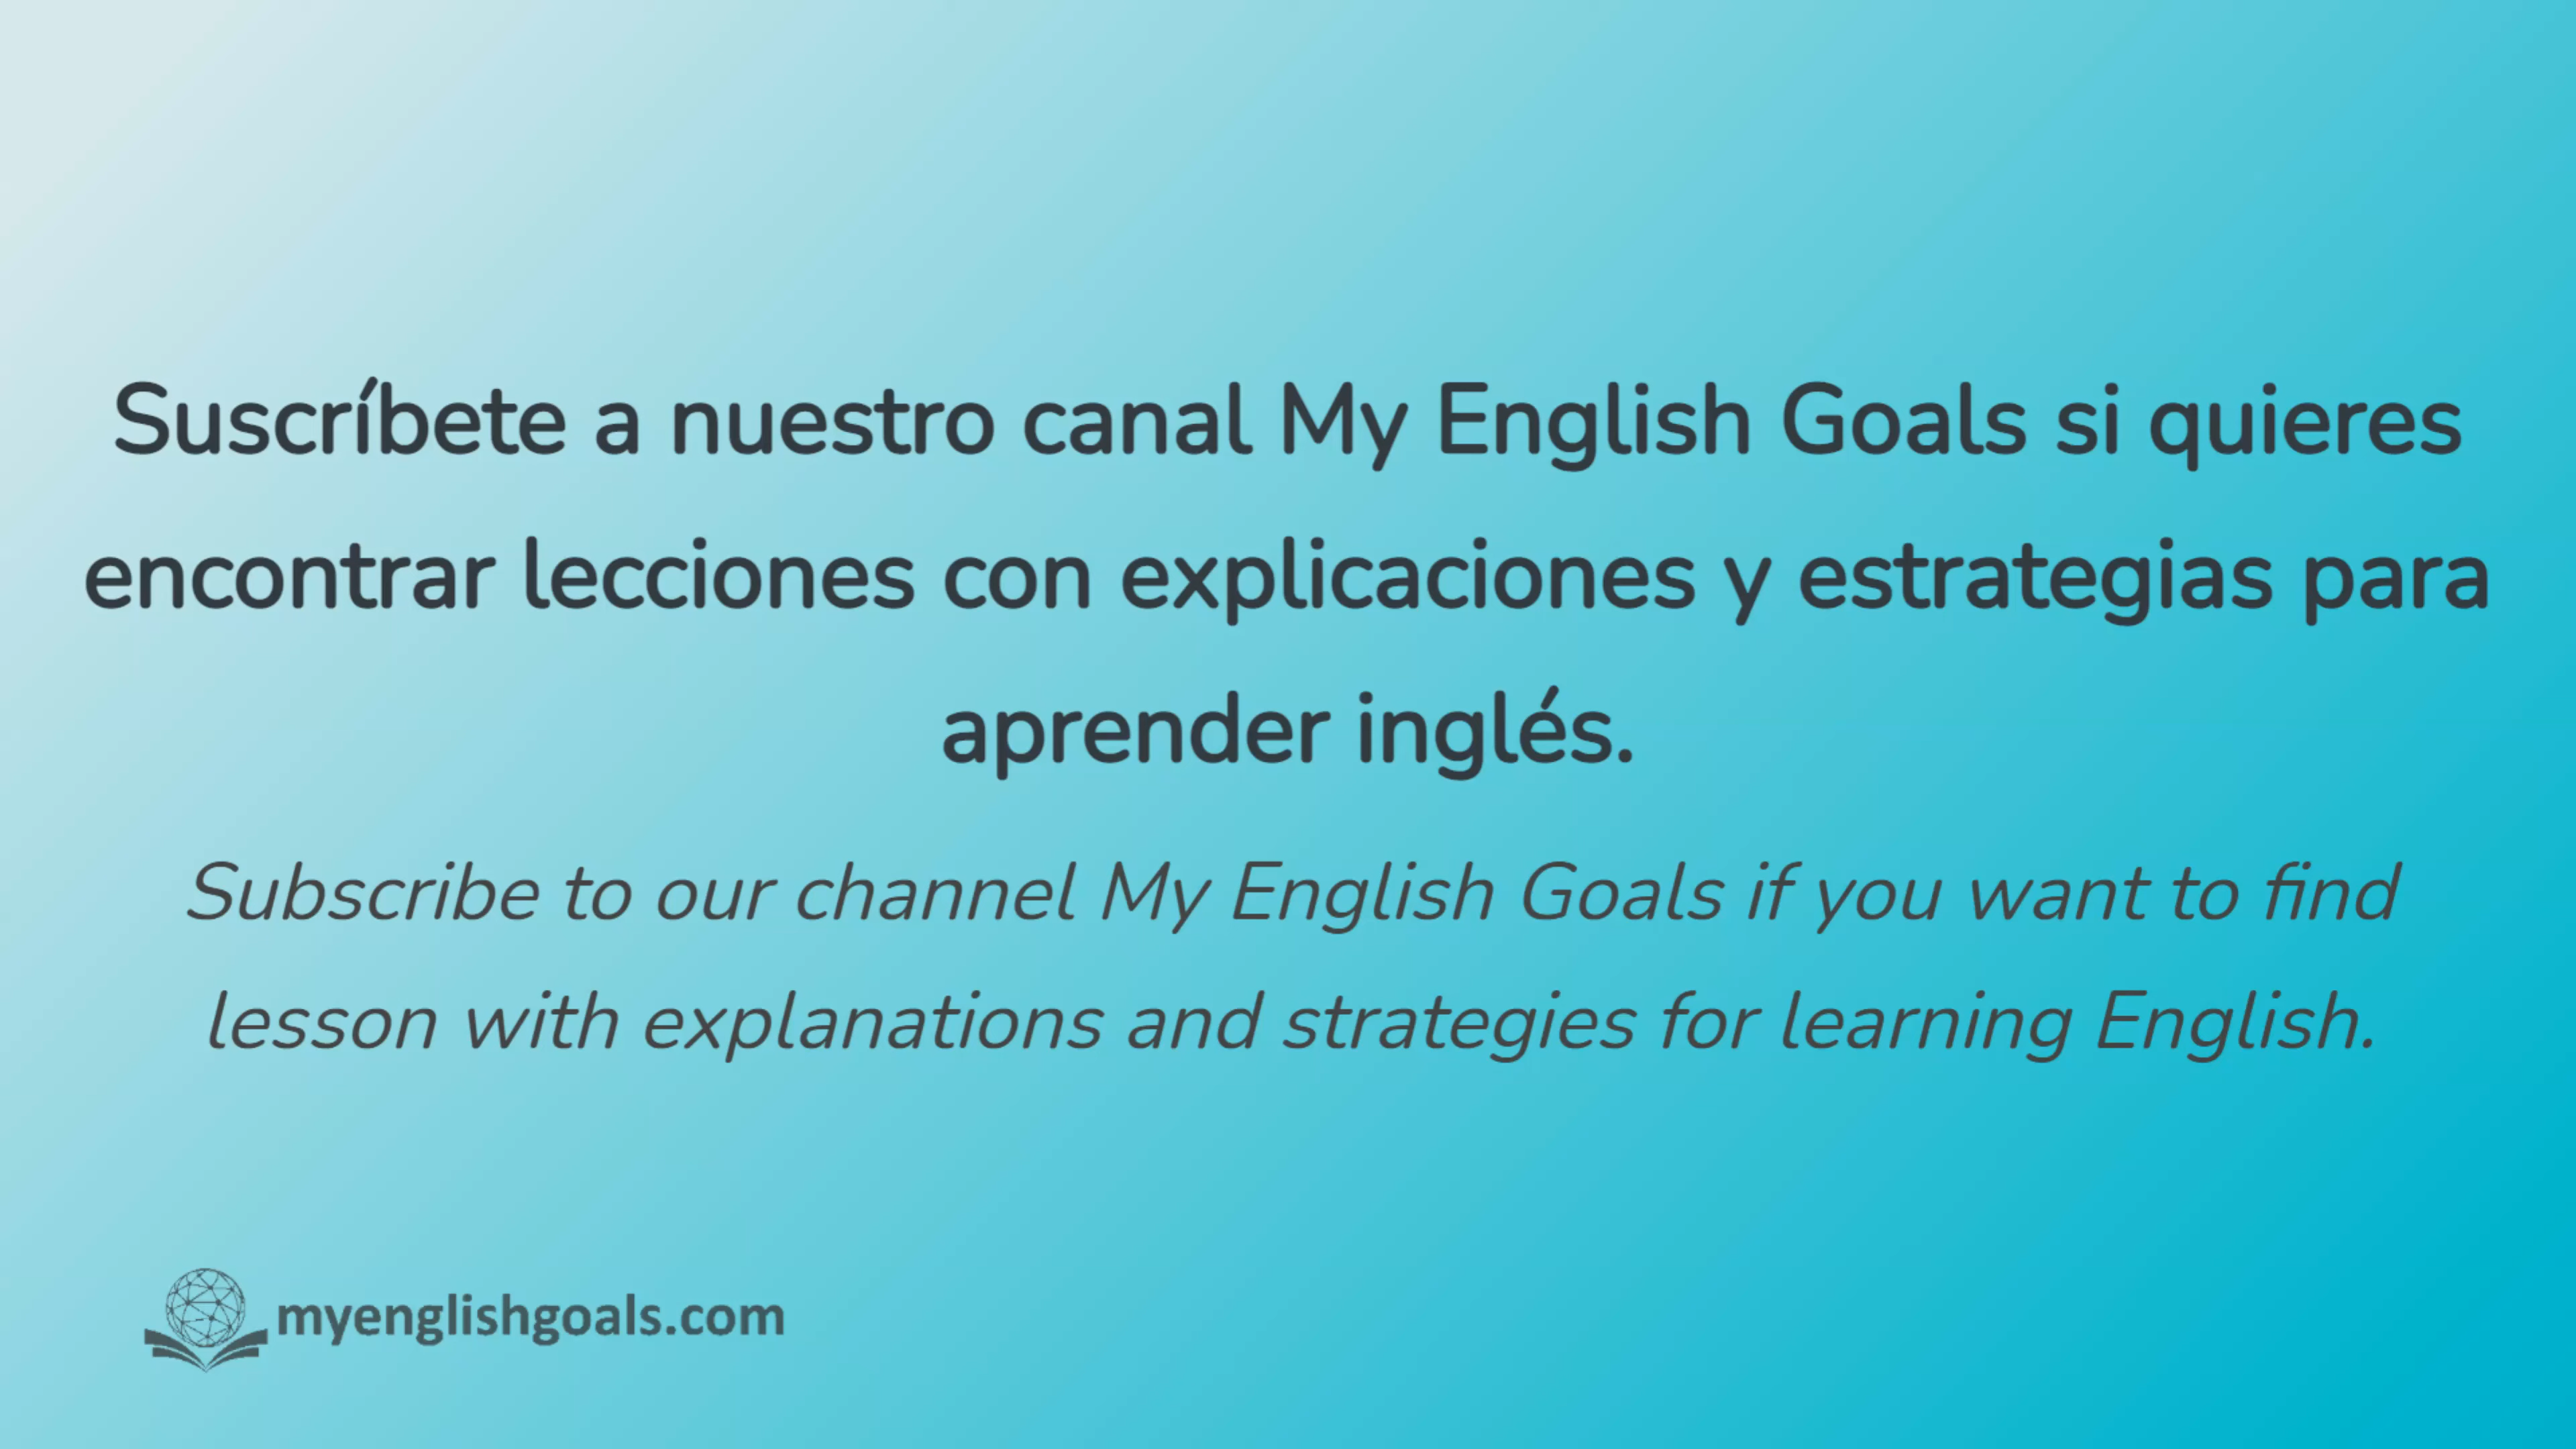 Suscríbete a nuestro canal My English Goals si quieres
encontrar lecciones con explicaciones y estrategias para
aprender inglés.
Subscribe to our channel My English Goals if you want to find
lesson with explanations and strategies for learning English.
myenglishgoals.com